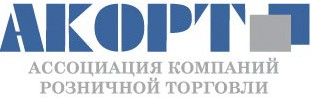 АКОРТ
АССОЦИАЦИЯ КОМПАНИЙ
РОЗНИЧНОЙ ТОРГОВЛИ